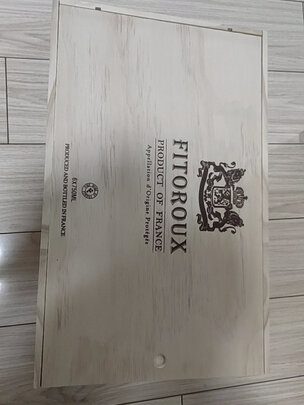 FITOROUX
PRODUCT OF FRANCE
Appellation d'Origine Protégée
6X750ML
PRODUCED AND BOTTLED IN FRANCE